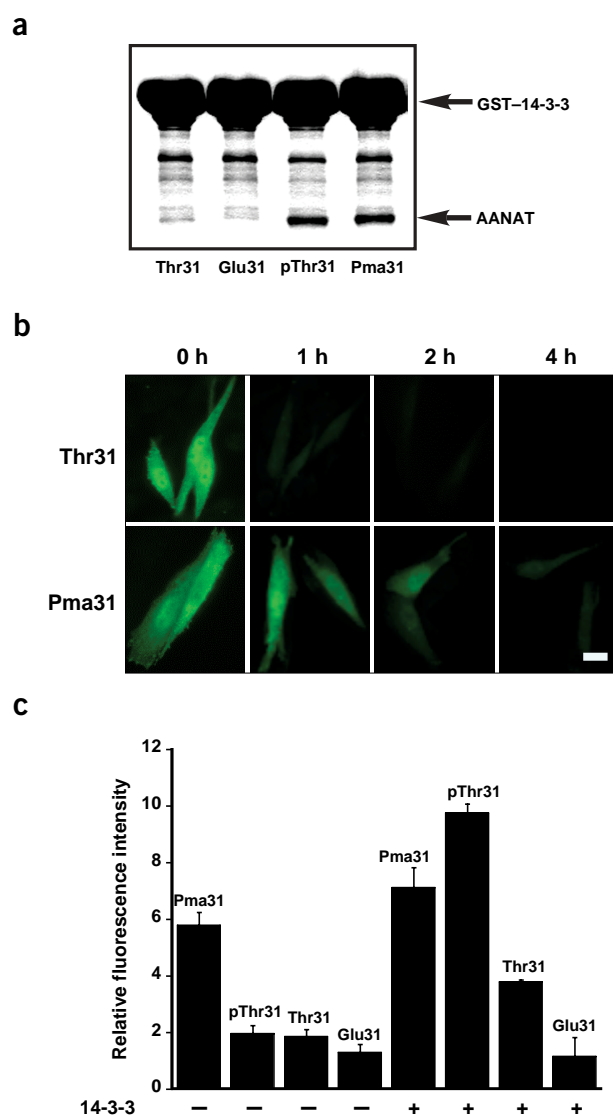 a
GST–14-3-3
AANAT
Thr31 Glu31 pThr31 Pma31
b
0 h 1 h 2 h 4 h
Thr31
Pma31
c
Relative fluorescence intensity
12
10
8
6
4
2
0
Pma31
pThr31
Thr31
Glu31
Pma31
pThr31
Thr31
Glu31
14-3-3 – – – – + + + +